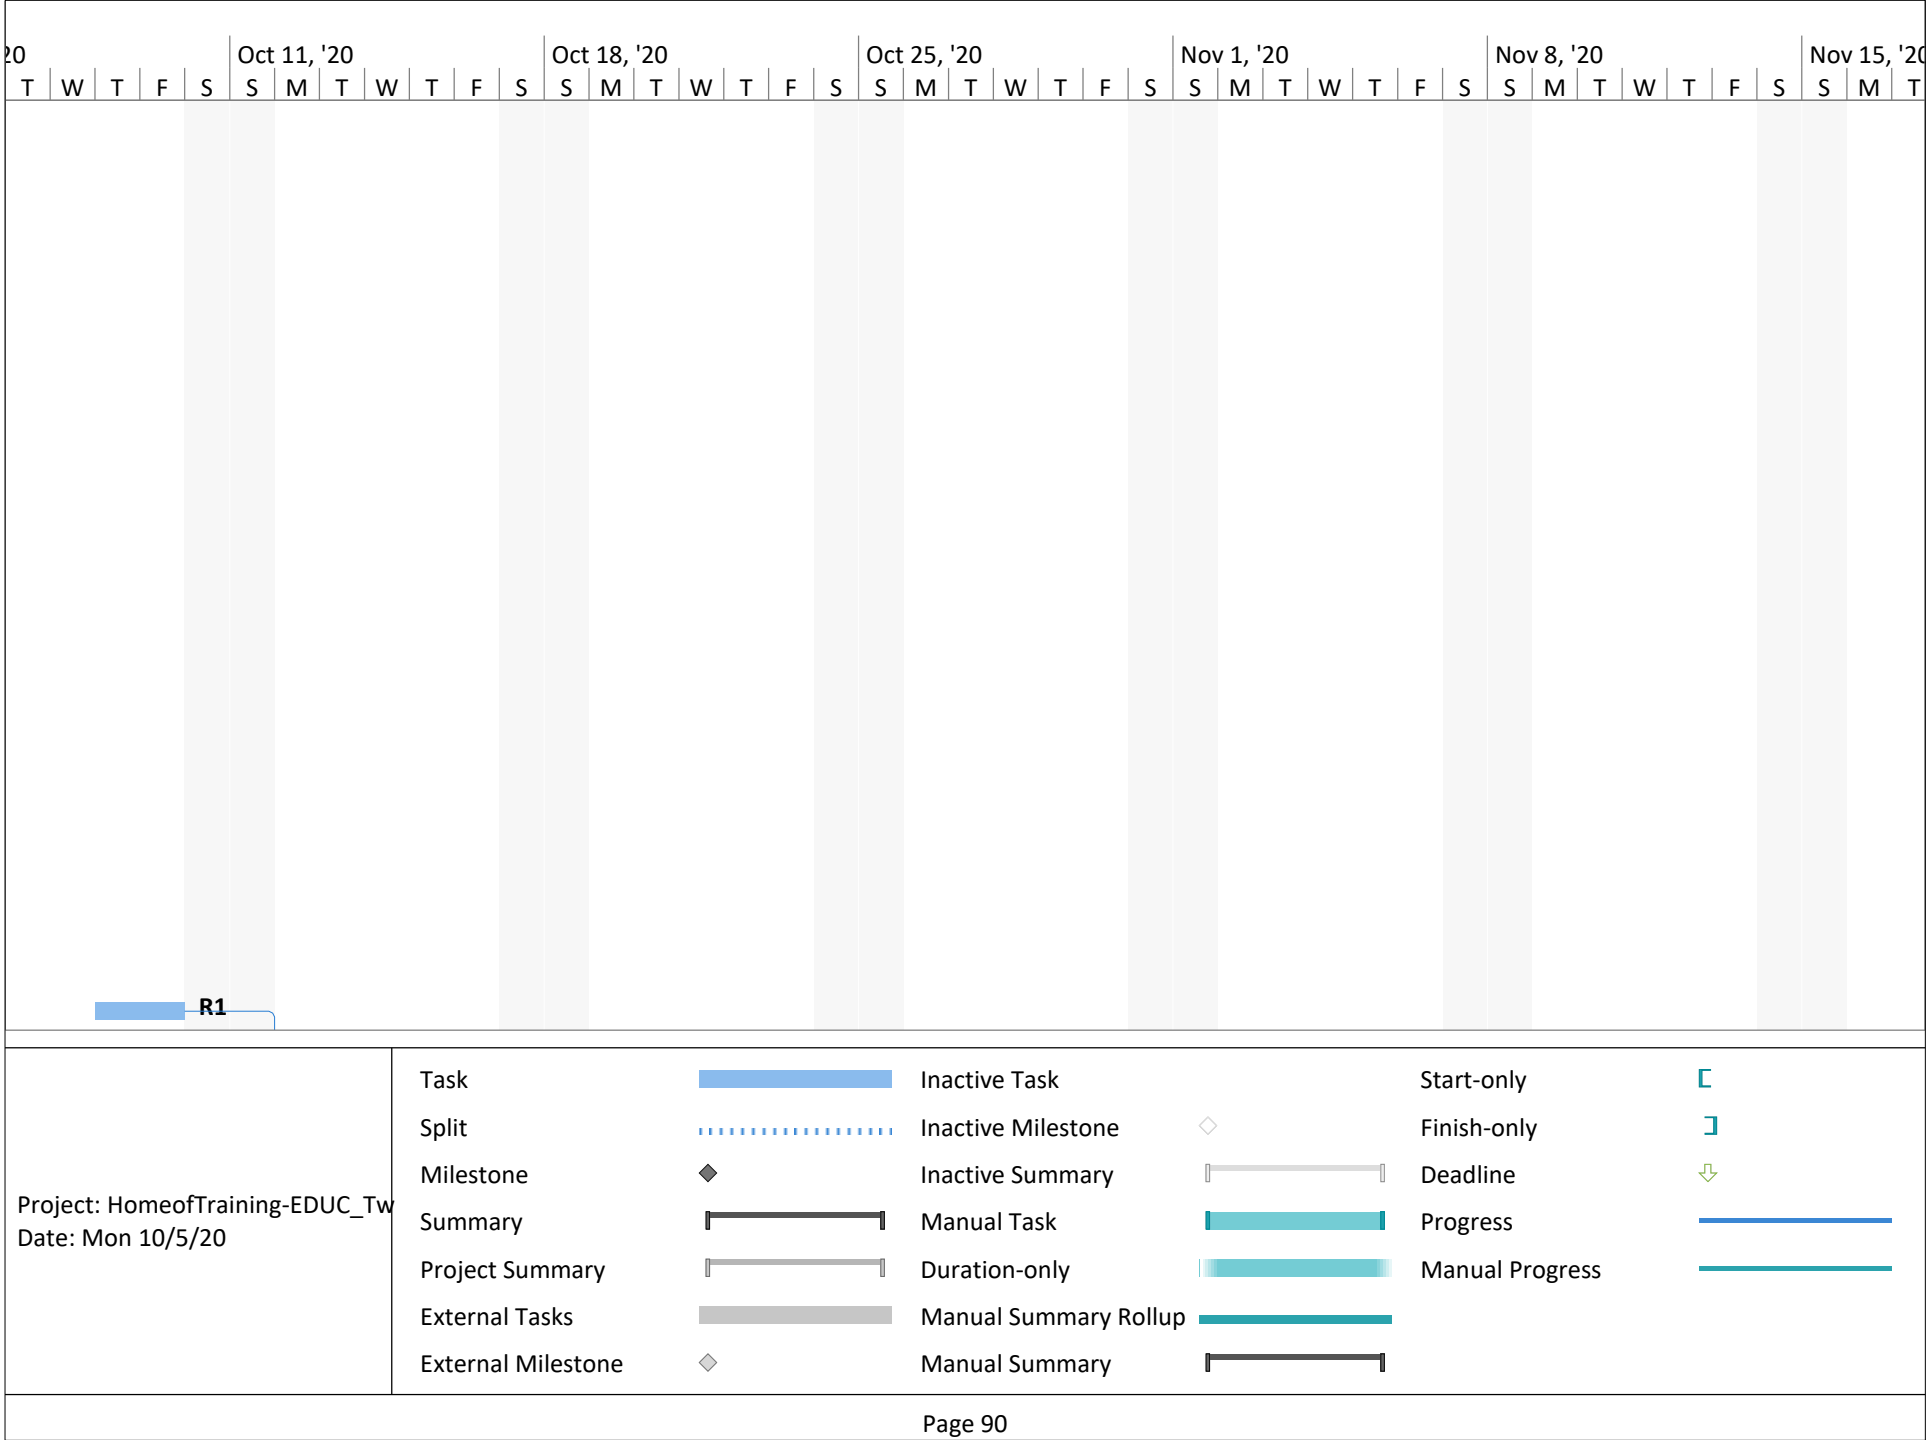 20 Oct 11, '20 Oct 18, '20 Oct 25, '20 Nov 1, '20 Nov 8, '20 Nov 15, '20
T W T F S S M T W T F S S M T W T F S S M T W T F S S M T W T F S S M T W T F S S M T
R1
Task Inactive Task Start-only
Split Inactive Milestone Finish-only
Milestone Inactive Summary Deadline
Project: HomeofTraining-EDUC_Tw
Date: Mon 10/5/20
Summary Manual Task Progress
Project Summary Duration-only Manual Progress
External Tasks Manual Summary Rollup
External Milestone Manual Summary
Page 90